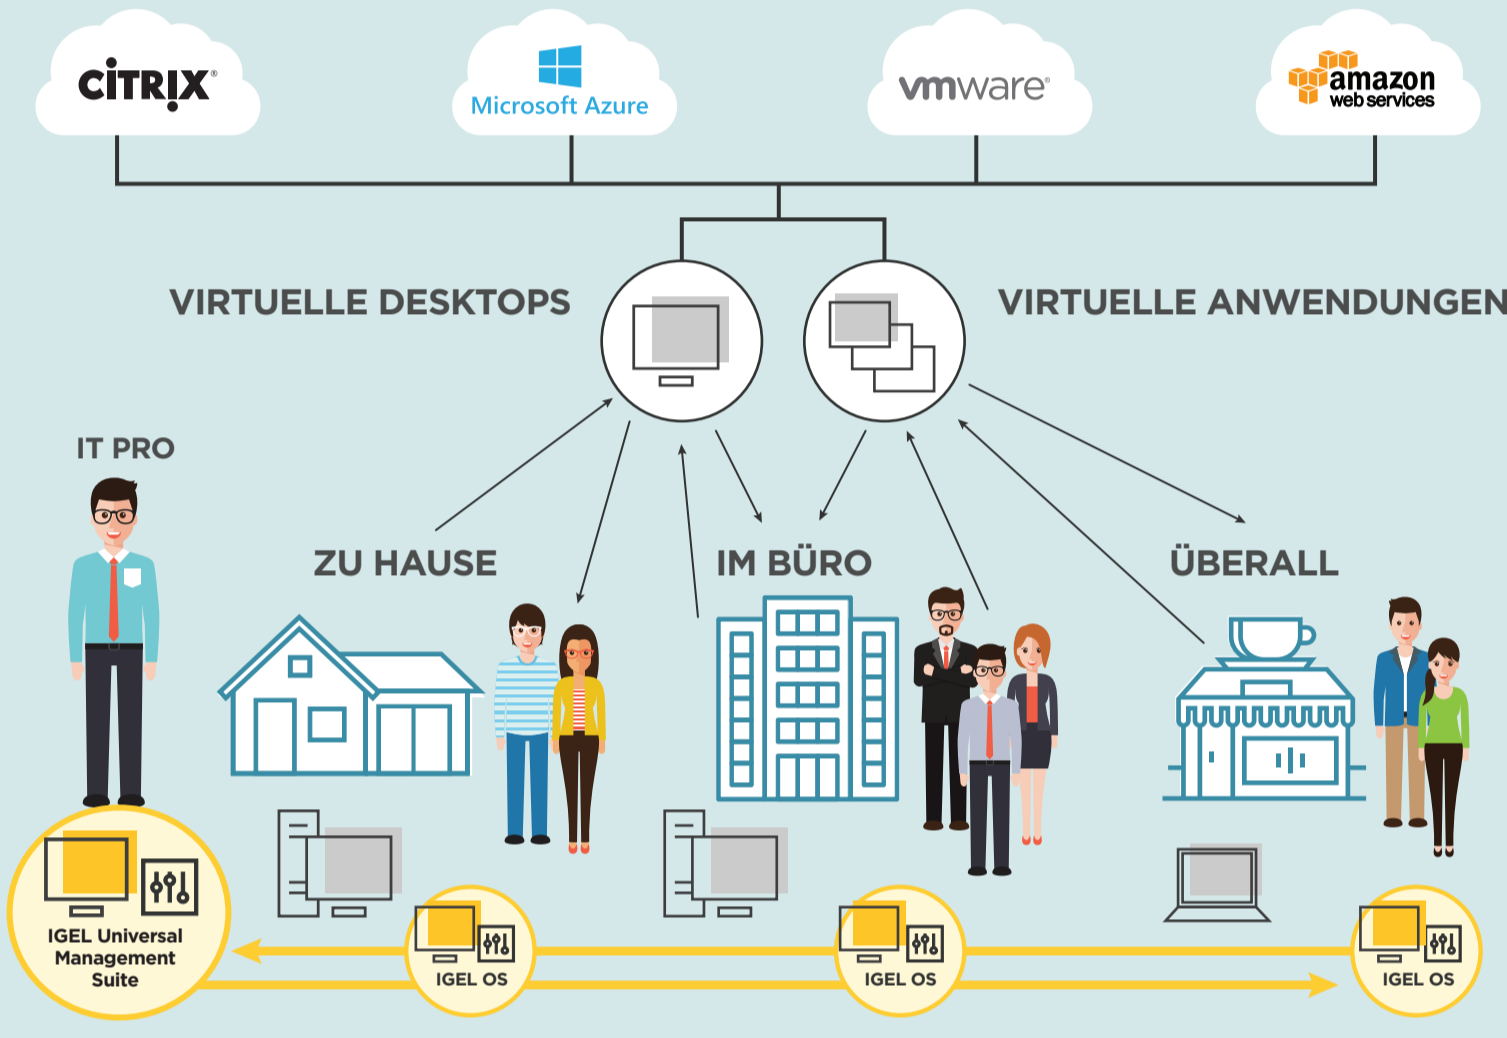 CiTRiX®
Microsoft Azure
vmware®
amazon
web services
VIRTUELLE DESKTOPS
VIRTUELLE ANWENDUNGEN
IT PRO
ZU HAUSE
IM BÜRO
ÜBERALL
IGEL Universal
Management
Suite
IGEL OS
IGEL OS
IGEL OS